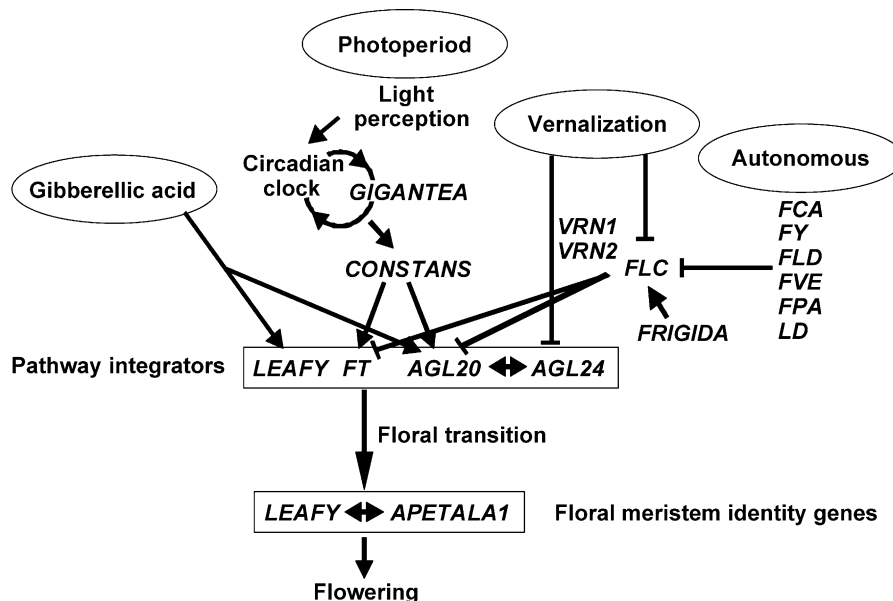 Photoperiod
Light
perception
Vernalization
Autonomous
Circadian
clock
GIGANTEA
Gibberellic acid
VRN1
VRN2
FCA
FY
FLD
FVE
FPA
LD
CONSTANS
FLC
FRIGIDA
Pathway integrators
LEAFY FT AGL20 AGL24
Floral transition
LEAFY APETALA1
Floral meristem identity genes
Flowering